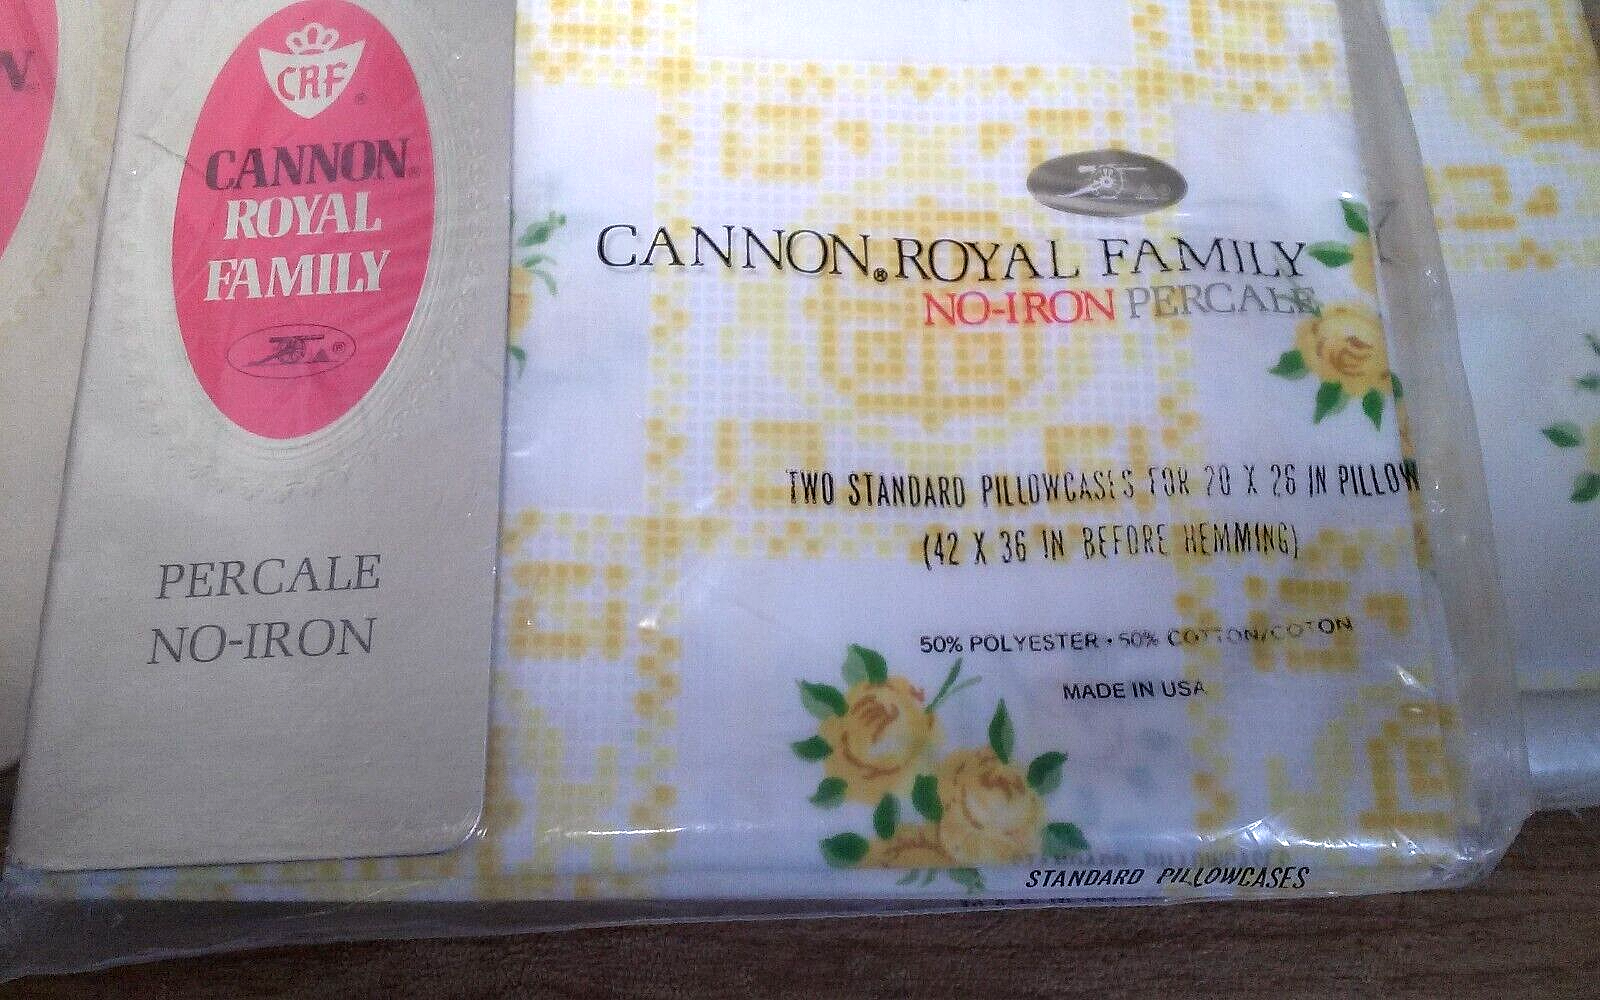 N
CRF ®
CANNON®
ROYAL
FAMILY
®
PERCALE
NO-IRON
®
CANNON® ROYAL FAMILY
NO-IRON PERCALE
TWO STANDARD PILLOWCASES FOR 20 X 26 IN PILLOW
(42 X 36 IN BEFORE HEMMING)
50% POLYESTER • 50% COTTON/COTON
MADE IN USA
STANDARD PILLOWCASES